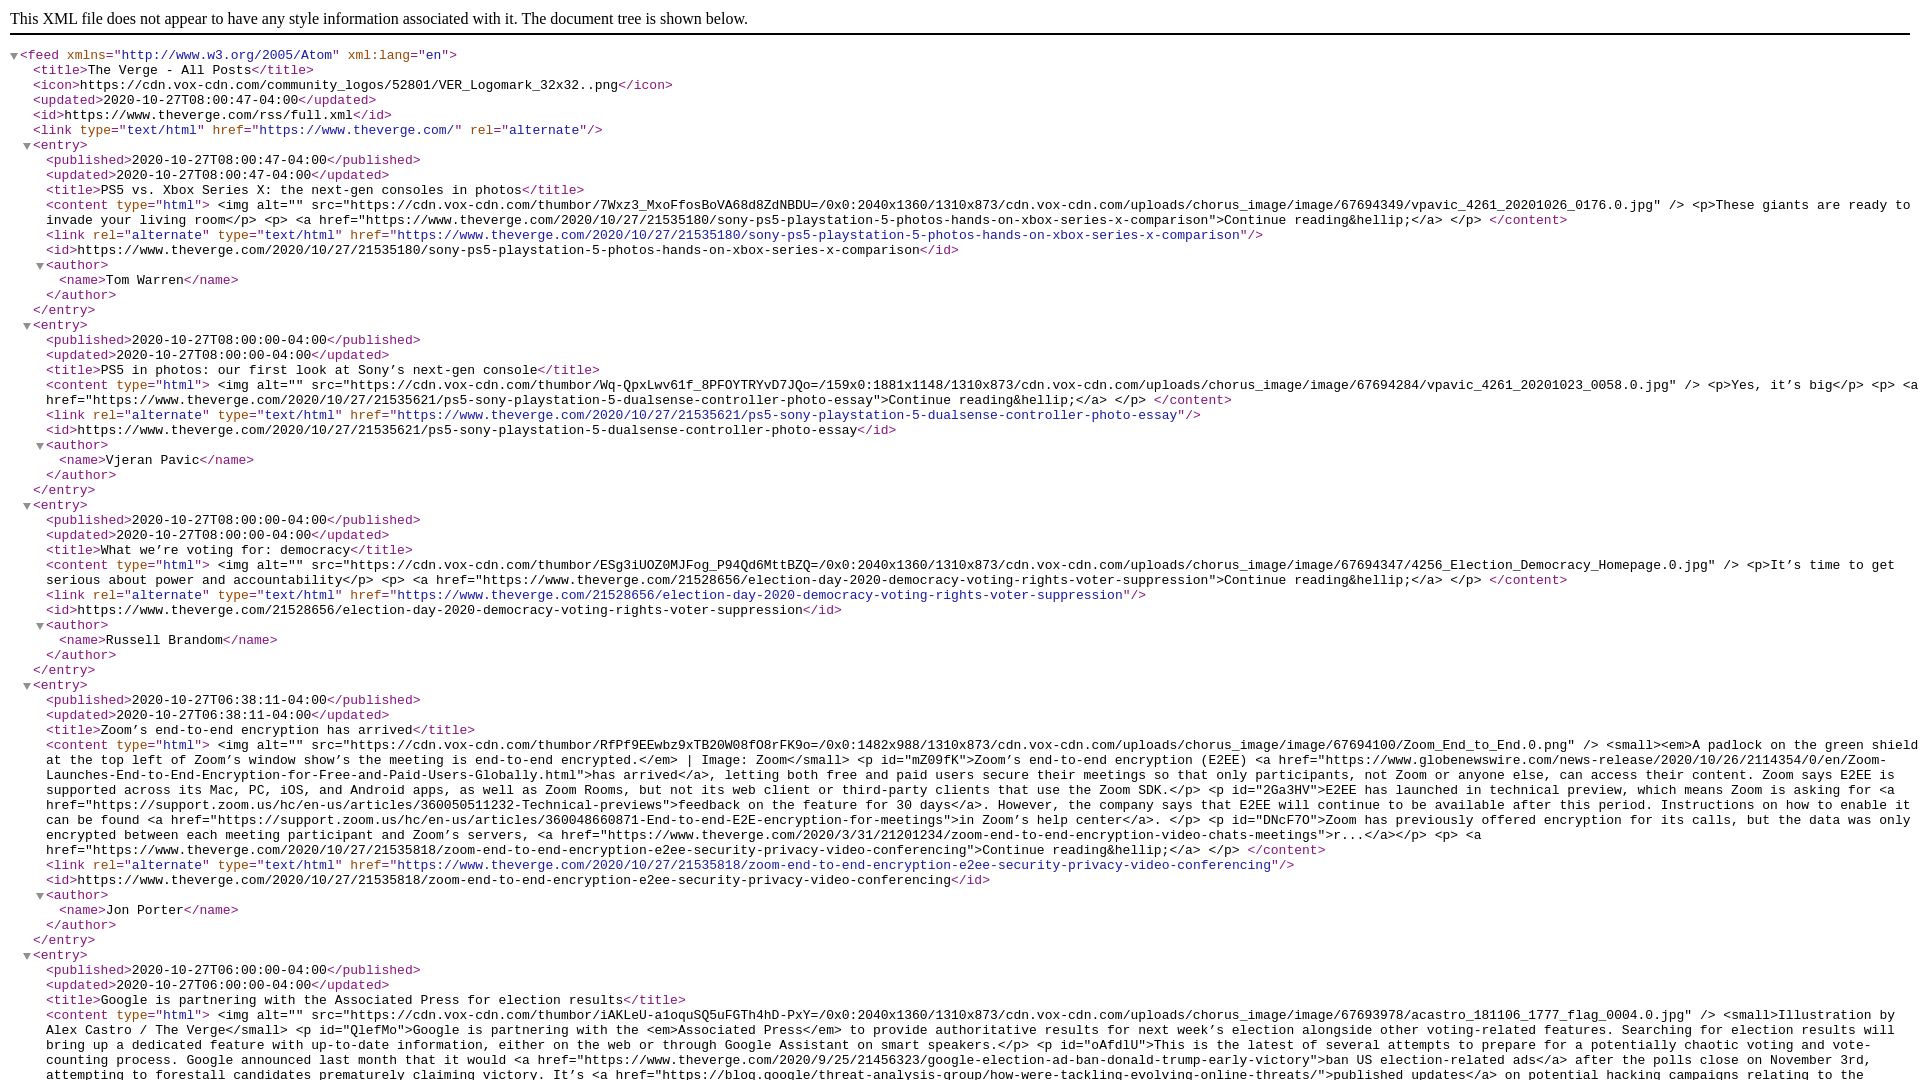 This XML file does not appear to have any style information associated with it. The document tree is shown below.
<feed xmlns="http://www.w3.org/2005/Atom" xml:lang="en">
<title>The Verge - All Posts</title>
<icon>https://cdn.vox-cdn.com/community_logos/52801/VER_Logomark_32x32..png</icon>
<updated>2020-10-27T08:00:47-04:00</updated>
<id>https://www.theverge.com/rss/full.xml</id>
<link type="text/html" href="https://www.theverge.com/" rel="alternate"/>
<entry>
<published>2020-10-27T08:00:47-04:00</published>
<updated>2020-10-27T08:00:47-04:00</updated>
<title>PS5 vs. Xbox Series X: the next-gen consoles in photos</title>
<content type="html"> <img alt="" src="https://cdn.vox-cdn.com/thumbor/7Wxz3_MxoFfosBoVA68d8ZdNBDU=/0x0:2040x1360/1310x873/cdn.vox-cdn.com/uploads/chorus_image/image/67694349/vpavic_4261_20201026_0176.0.jpg" /> <p>These giants are ready to
invade your living room</p> <p> <a href="https://www.theverge.com/2020/10/27/21535180/sony-ps5-playstation-5-photos-hands-on-xbox-series-x-comparison">Continue reading&hellip;</a> </p> </content>
<link rel="alternate" type="text/html" href="https://www.theverge.com/2020/10/27/21535180/sony-ps5-playstation-5-photos-hands-on-xbox-series-x-comparison"/>
<id>https://www.theverge.com/2020/10/27/21535180/sony-ps5-playstation-5-photos-hands-on-xbox-series-x-comparison</id>
<author>
<name>Tom Warren</name>
</author>
</entry>
<entry>
<published>2020-10-27T08:00:00-04:00</published>
<updated>2020-10-27T08:00:00-04:00</updated>
<title>PS5 in photos: our first look at Sony’s next-gen console</title>
<content type="html"> <img alt="" src="https://cdn.vox-cdn.com/thumbor/Wq-QpxLwv61f_8PFOYTRYvD7JQo=/159x0:1881x1148/1310x873/cdn.vox-cdn.com/uploads/chorus_image/image/67694284/vpavic_4261_20201023_0058.0.jpg" /> <p>Yes, it’s big</p> <p> <a
href="https://www.theverge.com/2020/10/27/21535621/ps5-sony-playstation-5-dualsense-controller-photo-essay">Continue reading&hellip;</a> </p> </content>
<link rel="alternate" type="text/html" href="https://www.theverge.com/2020/10/27/21535621/ps5-sony-playstation-5-dualsense-controller-photo-essay"/>
<id>https://www.theverge.com/2020/10/27/21535621/ps5-sony-playstation-5-dualsense-controller-photo-essay</id>
<author>
<name>Vjeran Pavic</name>
</author>
</entry>
<entry>
<published>2020-10-27T08:00:00-04:00</published>
<updated>2020-10-27T08:00:00-04:00</updated>
<title>What we’re voting for: democracy</title>
<content type="html"> <img alt="" src="https://cdn.vox-cdn.com/thumbor/ESg3iUOZ0MJFog_P94Qd6MttBZQ=/0x0:2040x1360/1310x873/cdn.vox-cdn.com/uploads/chorus_image/image/67694347/4256_Election_Democracy_Homepage.0.jpg" /> <p>It’s time to get
serious about power and accountability</p> <p> <a href="https://www.theverge.com/21528656/election-day-2020-democracy-voting-rights-voter-suppression">Continue reading&hellip;</a> </p> </content>
<link rel="alternate" type="text/html" href="https://www.theverge.com/21528656/election-day-2020-democracy-voting-rights-voter-suppression"/>
<id>https://www.theverge.com/21528656/election-day-2020-democracy-voting-rights-voter-suppression</id>
<author>
<name>Russell Brandom</name>
</author>
</entry>
<entry>
<published>2020-10-27T06:38:11-04:00</published>
<updated>2020-10-27T06:38:11-04:00</updated>
<title>Zoom’s end-to-end encryption has arrived</title>
<content type="html"> <img alt="" src="https://cdn.vox-cdn.com/thumbor/RfPf9EEwbz9xTB20W08fO8rFK9o=/0x0:1482x988/1310x873/cdn.vox-cdn.com/uploads/chorus_image/image/67694100/Zoom_End_to_End.0.png" /> <small><em>A padlock on the green shield
at the top left of Zoom’s window show’s the meeting is end-to-end encrypted.</em> | Image: Zoom</small> <p id="mZ09fK">Zoom’s end-to-end encryption (E2EE) <a href="https://www.globenewswire.com/news-release/2020/10/26/2114354/0/en/Zoom-
Launches-End-to-End-Encryption-for-Free-and-Paid-Users-Globally.html">has arrived</a>, letting both free and paid users secure their meetings so that only participants, not Zoom or anyone else, can access their content. Zoom says E2EE is
supported across its Mac, PC, iOS, and Android apps, as well as Zoom Rooms, but not its web client or third-party clients that use the Zoom SDK.</p> <p id="2Ga3HV">E2EE has launched in technical preview, which means Zoom is asking for <a
href="https://support.zoom.us/hc/en-us/articles/360050511232-Technical-previews">feedback on the feature for 30 days</a>. However, the company says that E2EE will continue to be available after this period. Instructions on how to enable it
can be found <a href="https://support.zoom.us/hc/en-us/articles/360048660871-End-to-end-E2E-encryption-for-meetings">in Zoom’s help center</a>. </p> <p id="DNcF7O">Zoom has previously offered encryption for its calls, but the data was only
encrypted between each meeting participant and Zoom’s servers, <a href="https://www.theverge.com/2020/3/31/21201234/zoom-end-to-end-encryption-video-chats-meetings">r...</a></p> <p> <a
href="https://www.theverge.com/2020/10/27/21535818/zoom-end-to-end-encryption-e2ee-security-privacy-video-conferencing">Continue reading&hellip;</a> </p> </content>
<link rel="alternate" type="text/html" href="https://www.theverge.com/2020/10/27/21535818/zoom-end-to-end-encryption-e2ee-security-privacy-video-conferencing"/>
<id>https://www.theverge.com/2020/10/27/21535818/zoom-end-to-end-encryption-e2ee-security-privacy-video-conferencing</id>
<author>
<name>Jon Porter</name>
</author>
</entry>
<entry>
<published>2020-10-27T06:00:00-04:00</published>
<updated>2020-10-27T06:00:00-04:00</updated>
<title>Google is partnering with the Associated Press for election results</title>
<content type="html"> <img alt="" src="https://cdn.vox-cdn.com/thumbor/iAKLeU-a1oquSQ5uFGTh4hD-PxY=/0x0:2040x1360/1310x873/cdn.vox-cdn.com/uploads/chorus_image/image/67693978/acastro_181106_1777_flag_0004.0.jpg" /> <small>Illustration by
Alex Castro / The Verge</small> <p id="QlefMo">Google is partnering with the <em>Associated Press</em> to provide authoritative results for next week’s election alongside other voting-related features. Searching for election results will
bring up a dedicated feature with up-to-date information, either on the web or through Google Assistant on smart speakers.</p> <p id="oAfdlU">This is the latest of several attempts to prepare for a potentially chaotic voting and vote-
counting process. Google announced last month that it would <a href="https://www.theverge.com/2020/9/25/21456323/google-election-ad-ban-donald-trump-early-victory">ban US election-related ads</a> after the polls close on November 3rd,
attempting to forestall candidates prematurely claiming victory. It’s <a href="https://blog.google/threat-analysis-group/how-were-tackling-evolving-online-threats/">published updates</a> on potential hacking campaigns relating to the